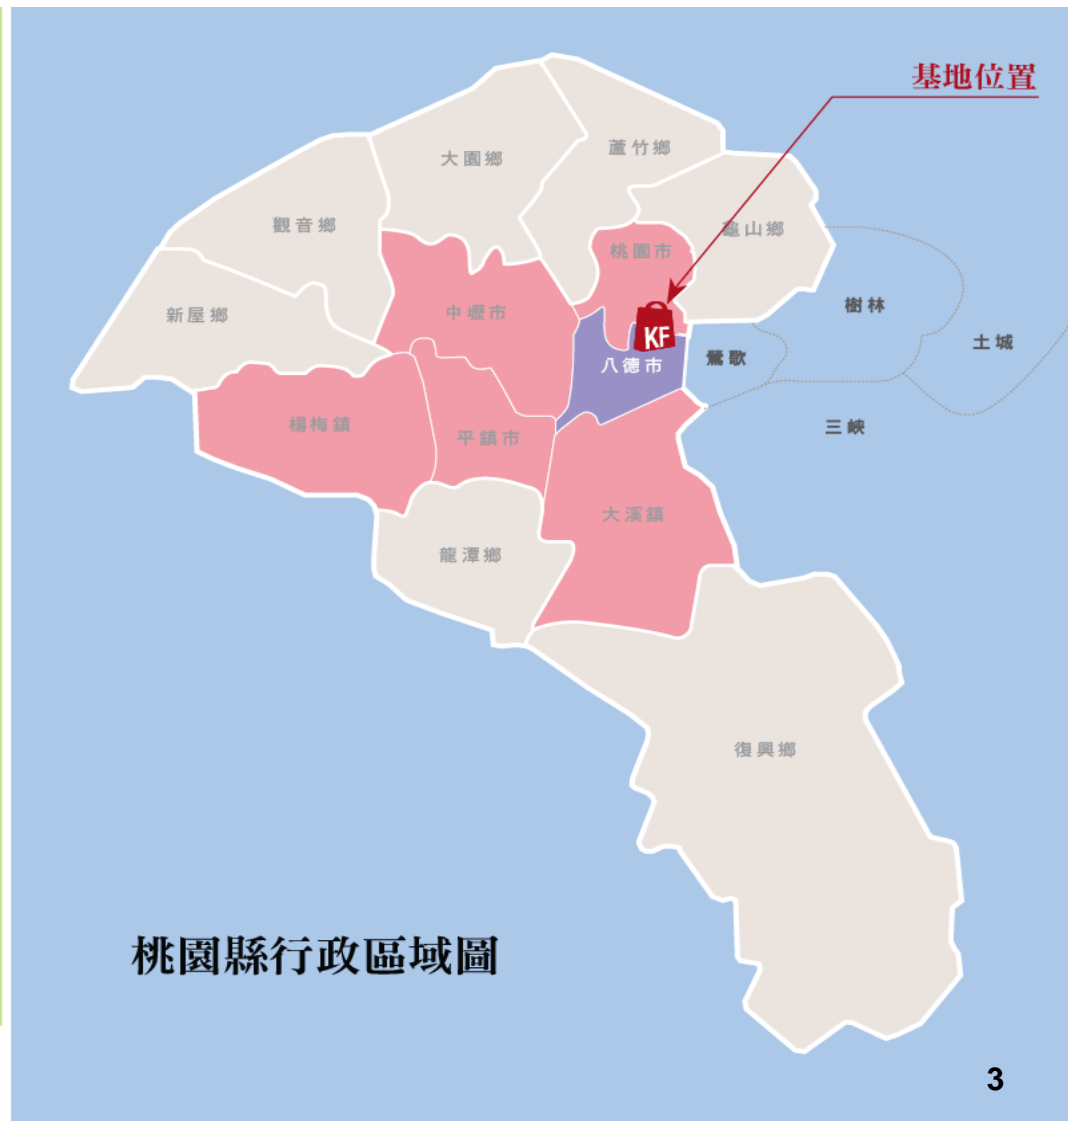 基地位置
蘆竹鄉
大園鄉
觀音鄉
龜山鄉
桃園市
新屋鄉
中壢市
樹林
KF
土城
鶯歌
八德市
楊梅鎮
三峽
平鎮市
大溪鎮
龍潭鄉
復興鄉
桃園縣行政區域圖
3